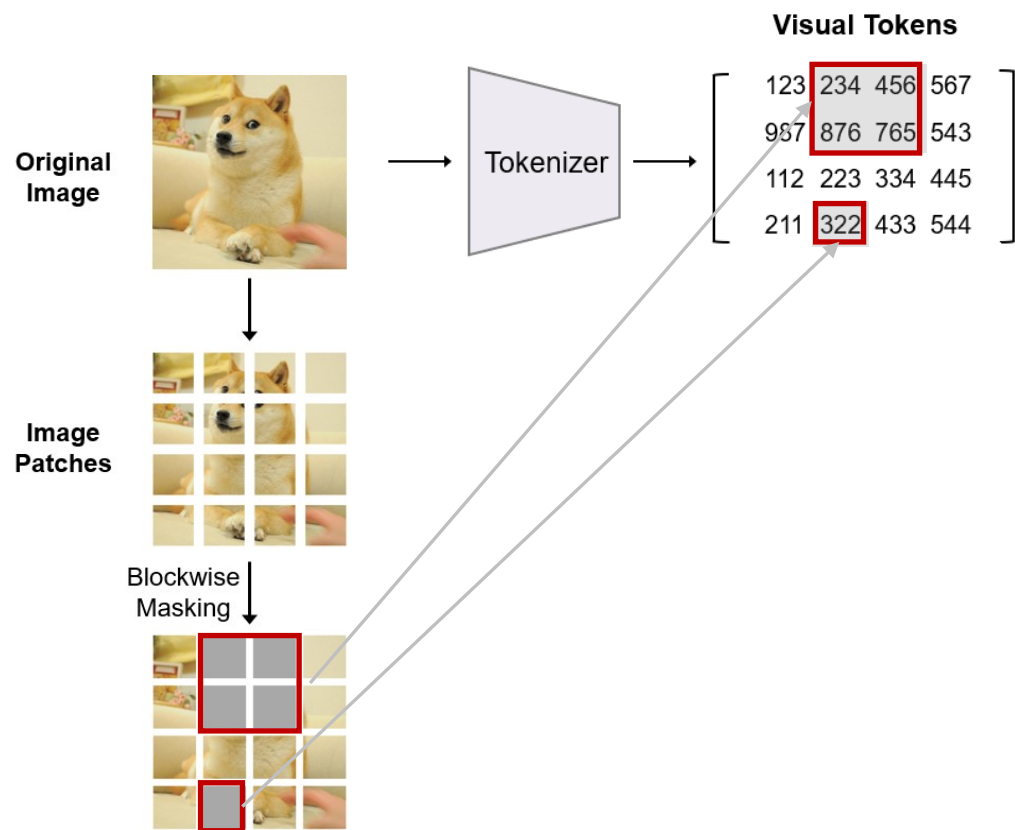 Visual Tokens
123 234 456 567
987 876 765 543
112 223 334 445
211 322 433 544
Original
Image
Tokenizer
Image
Patches
Blockwise
Masking